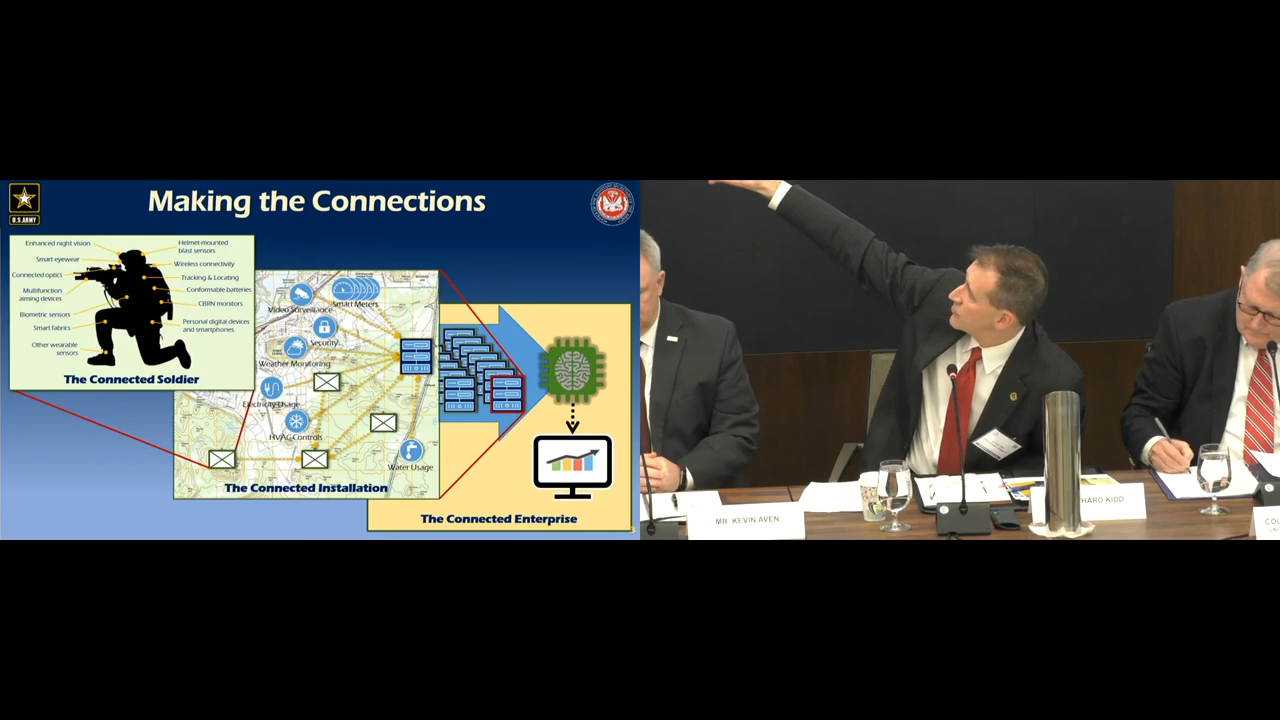 Making the Connections
U.S. ARMY
Enhanced night vision
Smart eyewear
Connected optics
Multifunction
aiming devices
Biometric sensors
Smart fabrics
Other wearable
sensors
Helmet-mounted
blast sensors
Wireless connectivity
Tracking & Locating
Conformable batteries
CBRN monitors
Personal digital devices
and smartphones
The Connected Soldier
Video Surveillance
Smart Meters
Security
Weather Monitoring
Electricity Usage
HVAC Controls
Water Usage
The Connected Installation
The Connected Enterprise
MR. KEVIN AVEN
HARD KIDD
COL